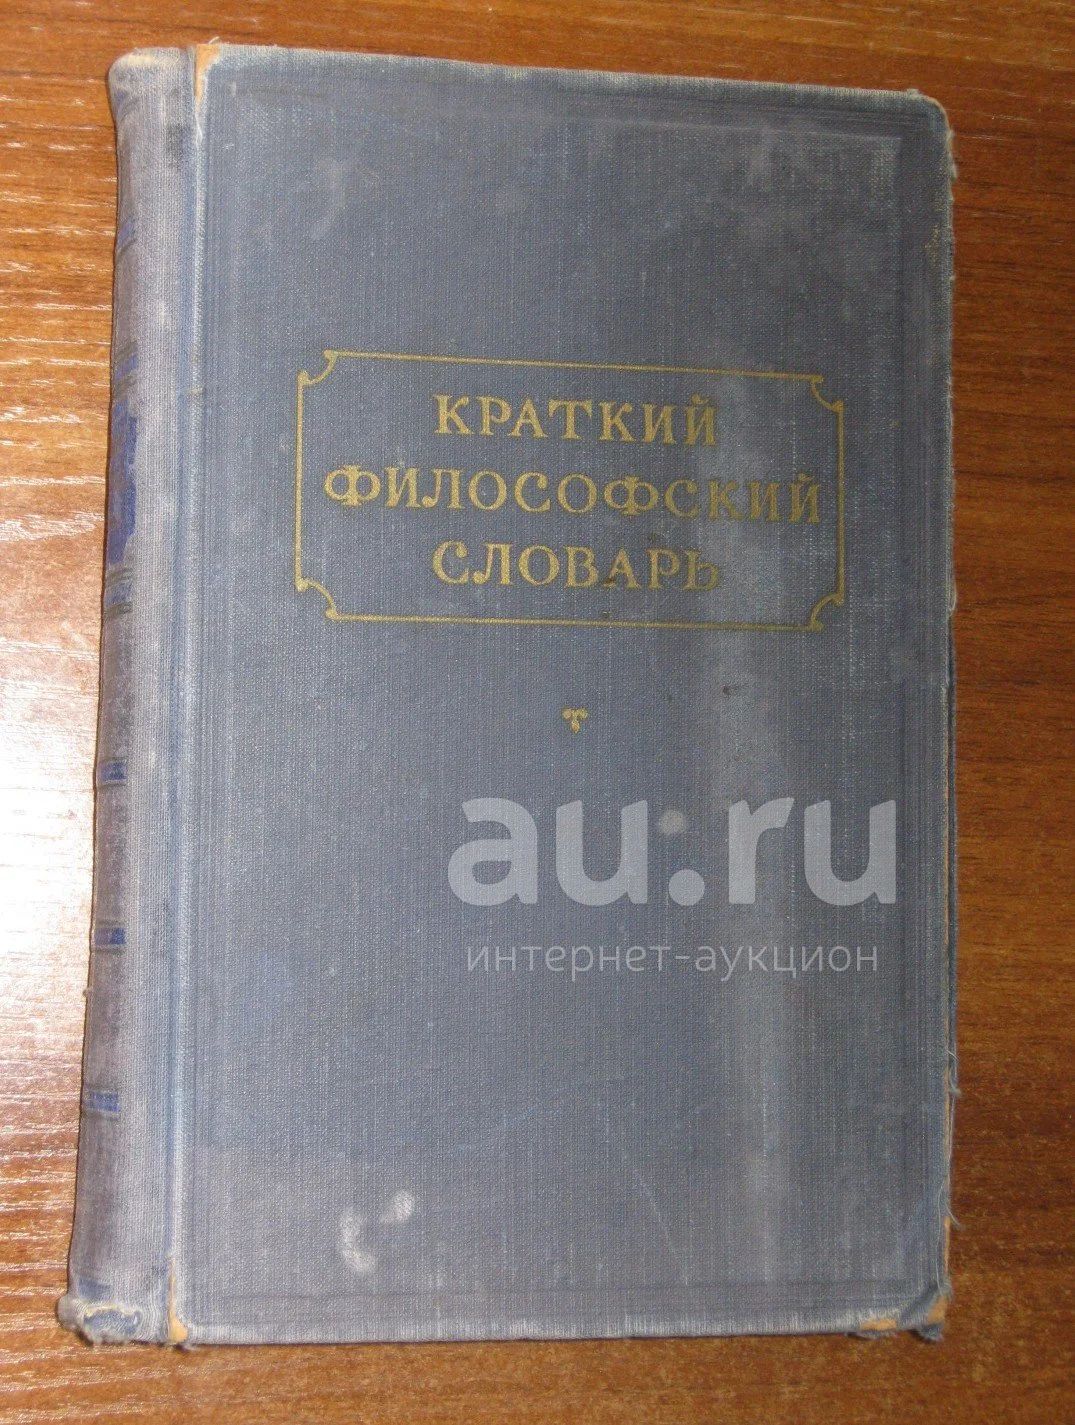 КРАТКИЙ
ФИЛОСОФСКИЙ
СЛОВАРЬ
au.ru
интернет-аукцион